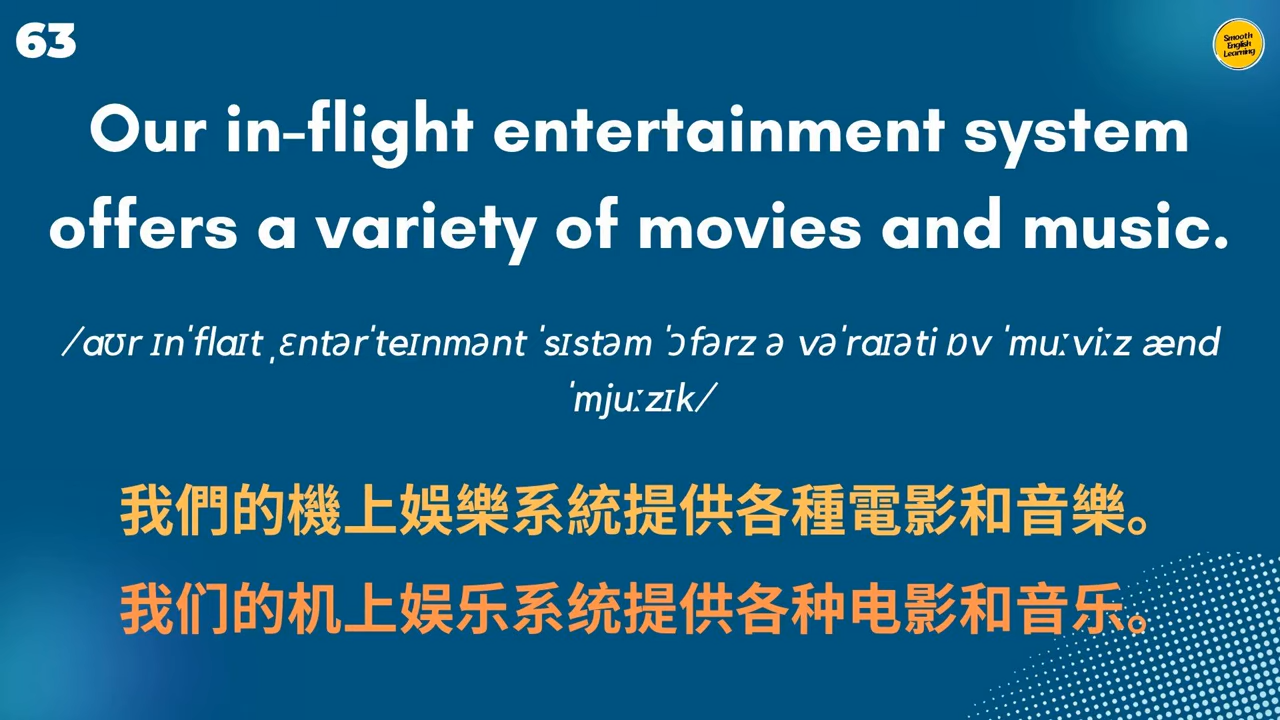 63
Smooth
English
Learning
Our in-flight entertainment system
offers a variety of movies and music.
/aʊr ɪnˈflaɪt ˌɛntərˈteɪnmənt ˈsɪstəm ˈɔfərz ə vəˈraɪəti ɒv ˈmuːviːz ænd
ˈmjuːzɪk/
我們的機上娛樂系統提供各種電影和音樂。
我们的机上娱乐系统提供各种电影和音乐。